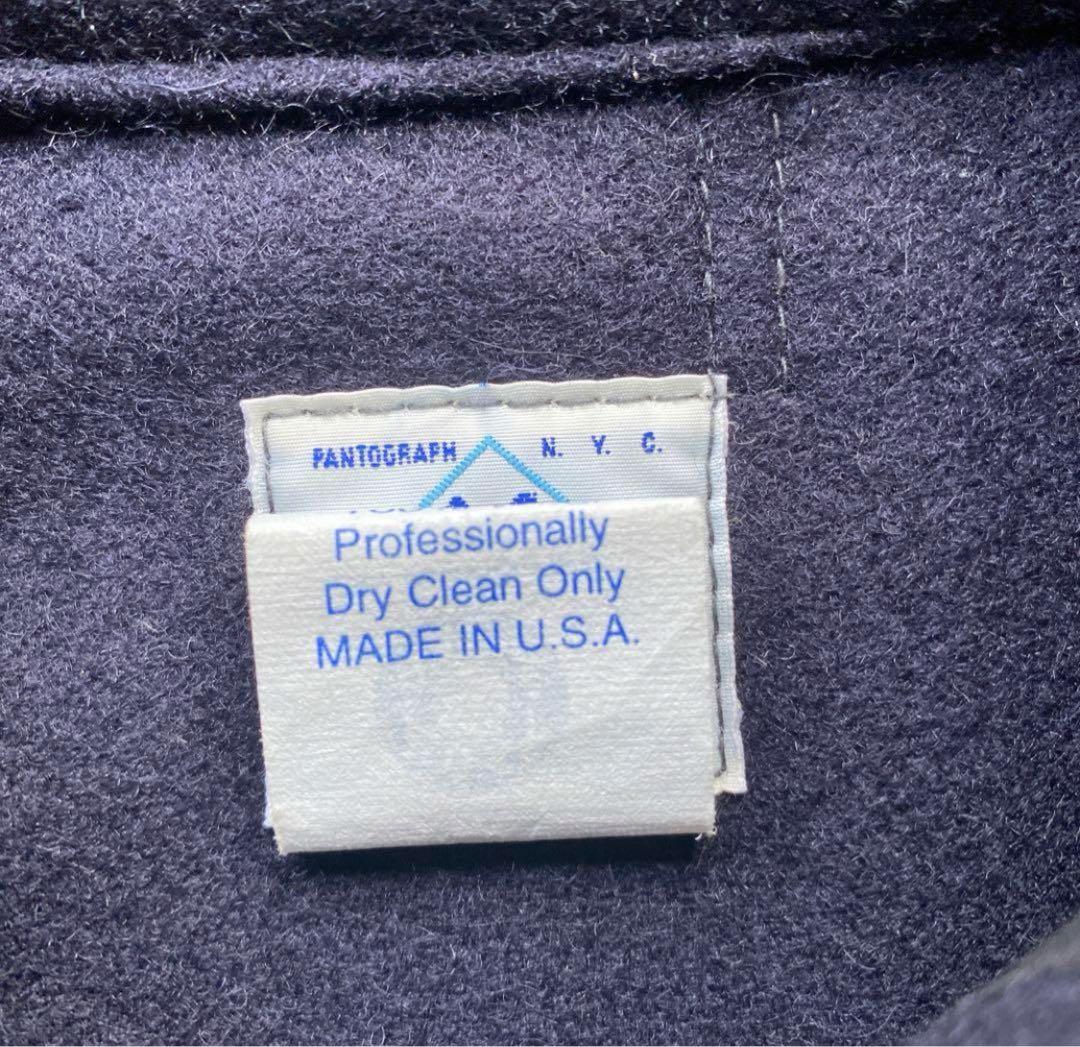 PANTOGRAPH N. Y. C.
Professionally
Dry Clean Only
MADE IN U.S.A.